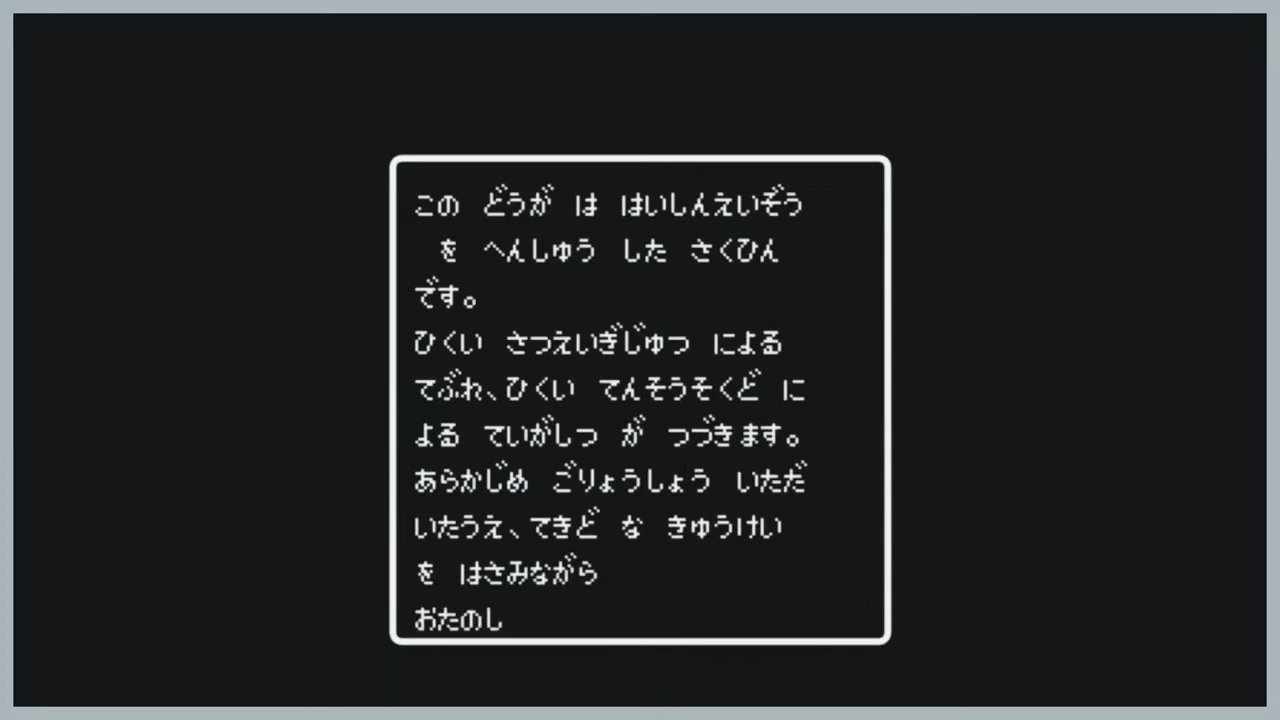 この　どうが　は　はいしんえいぞう
　を　へんしゅう　した　さくひん
です。
ひくい　さつえいぎじゅつ　による
てぶれ、ひくい　てんそうそくど　に
よる　ていがしつ　が　つづきます。
あらかじめ　ごりょうしょう　いただ
いたうえ、てきど　な　きゅうけい
を　はさみながら
おたのし